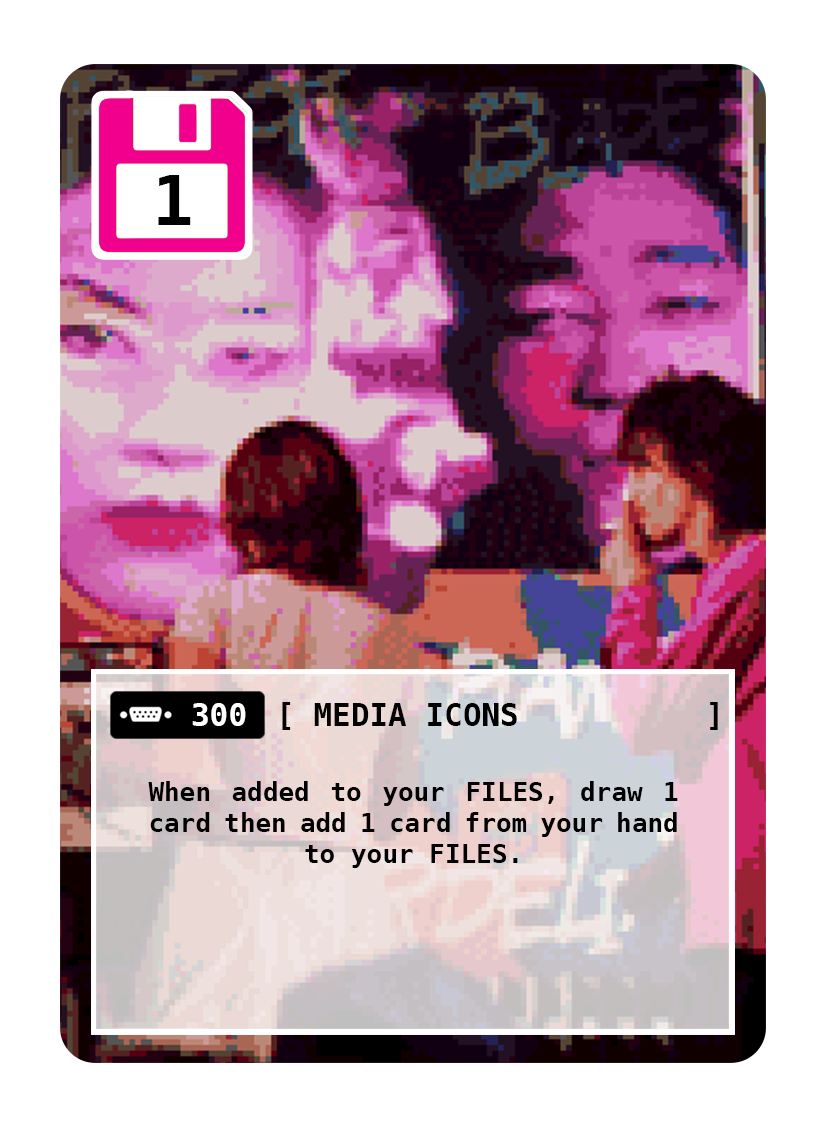 1
300 [ MEDIA ICONS ]
When added to your FILES, draw 1
card then add 1 card from your hand
to your FILES.